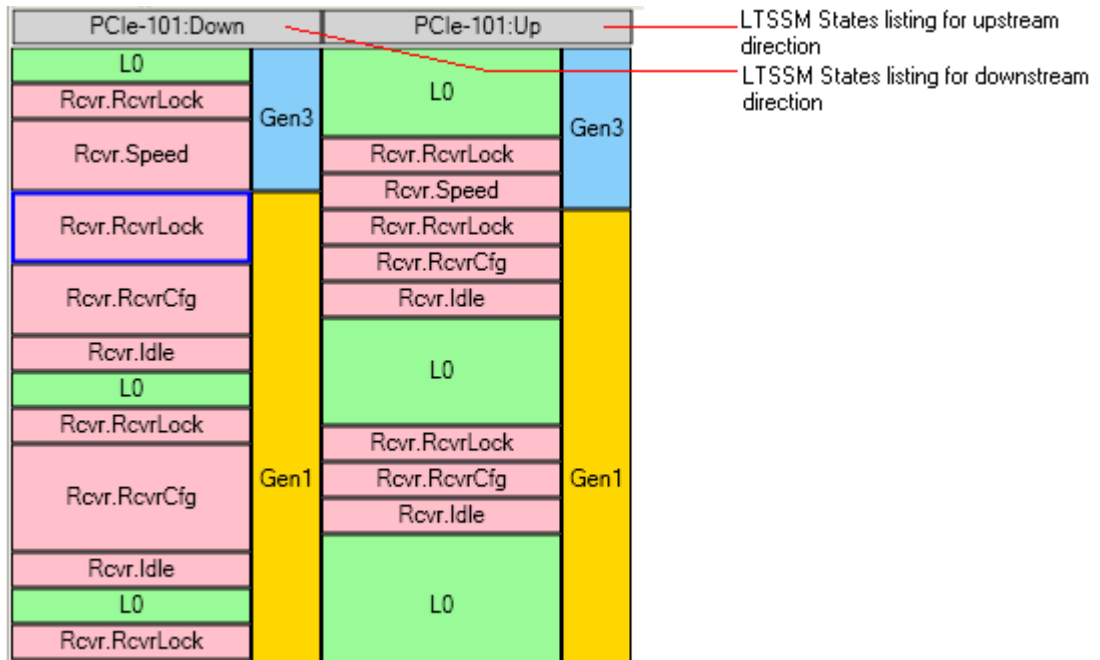 PCIe-101:Down PCIe-101:Up
LTSSM States listing for upstream
direction
LTSSM States listing for downstream
direction
L0
Rcvr.RcvrLock
Rcvr.Speed
Rcvr.RcvrLock
Rcvr.RcvrCfg
Rcvr.Idle
L0
Rcvr.RcvrLock
Rcvr.RcvrCfg
Rcvr.Idle
L0
Rcvr.RcvrLock
Gen3
Gen1
L0
Rcvr.RcvrLock
Rcvr.Speed
Rcvr.RcvrLock
Rcvr.RcvrCfg
Rcvr.Idle
L0
Rcvr.RcvrLock
Rcvr.RcvrCfg
Rcvr.Idle
L0
Gen3
Gen1